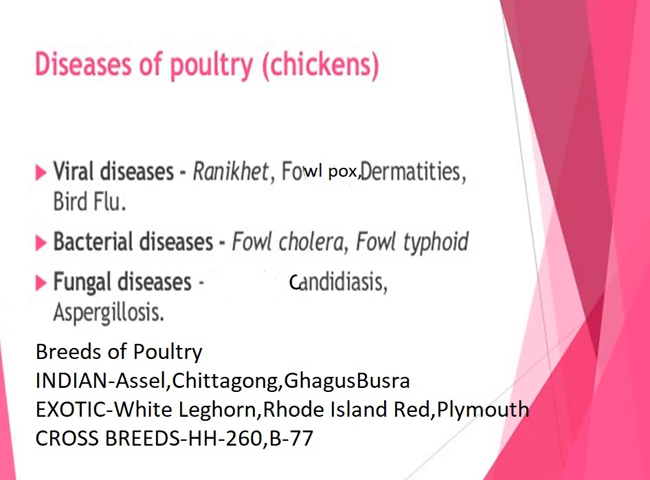 Diseases of poultry (chickens)
Viral diseases - Ranikhet, Fowl pox,Dermatities,
Bird Flu.
Bacterial diseases - Fowl cholera, Fowl typhoid
Fungal diseases - Candidiasis,
Aspergillosis.
Breeds of Poultry
INDIAN-Assel,Chittagong,GhagusBusra
EXOTIC-White Leghorn,Rhode Island Red,Plymouth
CROSS BREEDS-HH-260,B-77